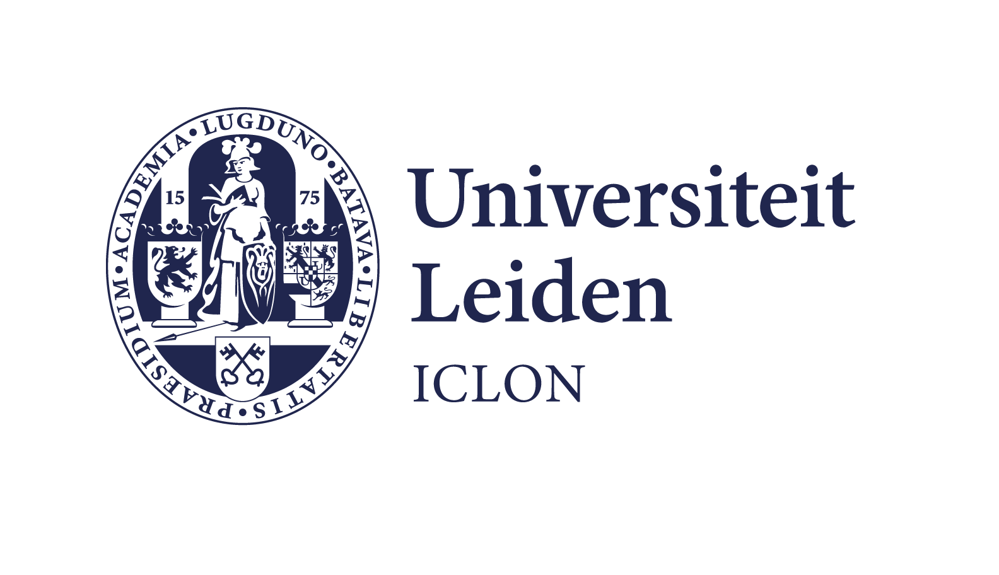 ACADEMIA • LUGDUNO • BATAVA • LIBERTATIS • PRAESIDIUM •
15 75
Universiteit
Leiden
ICLON